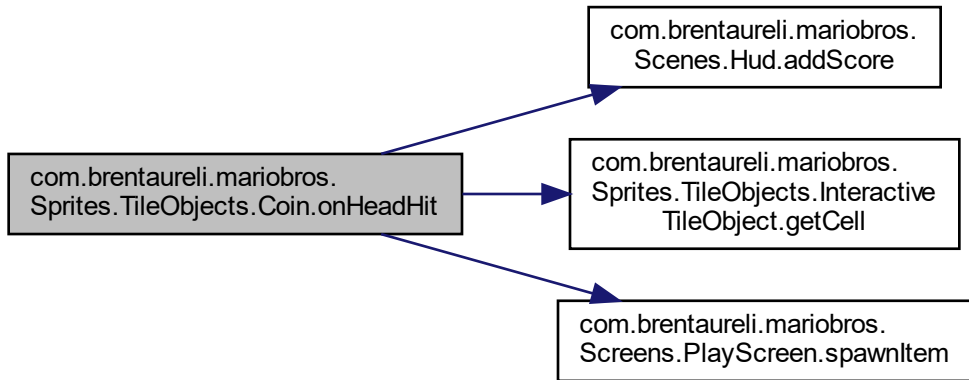 com.brentaureli.mariobros.
Sprites.TileObjects.Coin.onHeadHit
com.brentaureli.mariobros.
Scenes.Hud.addScore
com.brentaureli.mariobros.
Sprites.TileObjects.Interactive
TileObject.getCell
com.brentaureli.mariobros.
Screens.PlayScreen.spawnItem